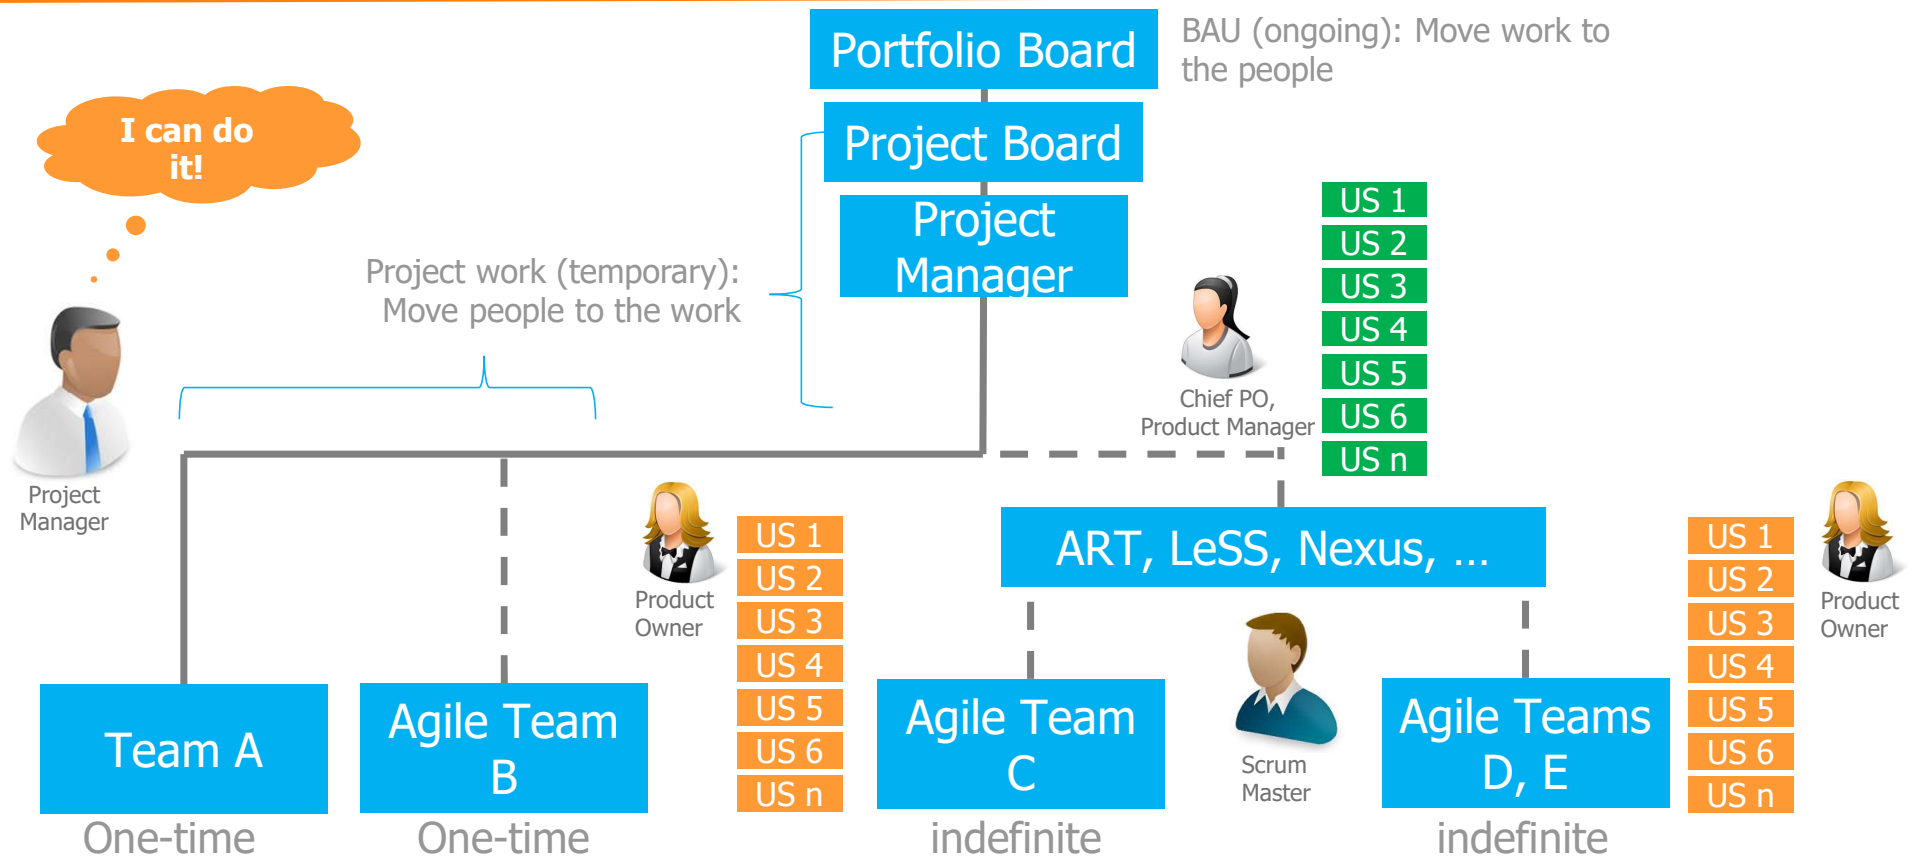 Portfolio Board
BAU (ongoing): Move work to
the people
I can do
it!
Project Board
Project
Manager
Project work (temporary):
Move people to the work
US 1
US 2
US 3
US 4
US 5
US 6
US n
Chief PO,
Product Manager
Project
Manager
Product
Owner
US 1
US 2
US 3
US 4
US 5
US 6
US n
ART, LeSS, Nexus, ...
US 1
US 2
US 3
US 4
US 5
US 6
US n
Product
Owner
Team A
Agile Team
B
Agile Team
C
Scrum
Master
Agile Teams
D, E
One-time
One-time
indefinite
indefinite